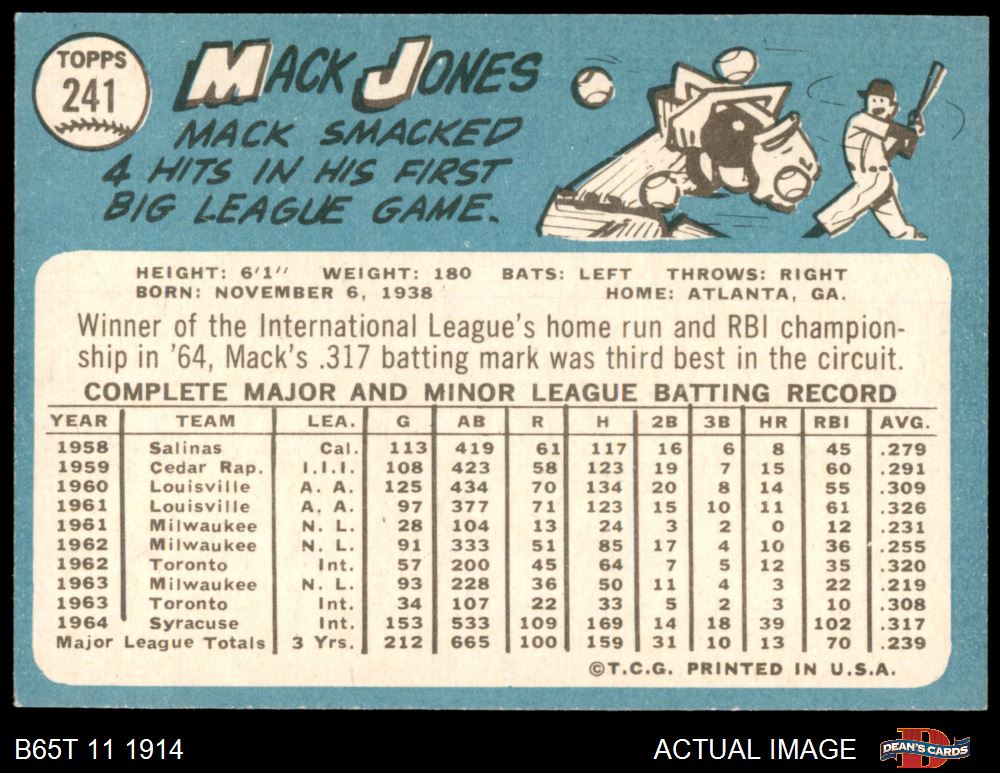 TOPPS
241
MACK JONES
MACK SMACKED
4 HITS IN HIS FIRST
BIG LEAGUE GAME.
HEIGHT: 6'1" WEIGHT: 180 BATS: LEFT THROWS: RIGHT
BORN: NOVEMBER 6, 1938 HOME: ATLANTA, GA.
Winner of the International League's home run and RBI champion-
ship in '64, Mack's .317 batting mark was third best in the circuit.
COMPLETE MAJOR AND MINOR LEAGUE BATTING RECORD
YEAR TEAM LEA. G AB R H 2B 3B HR RBI AVG.
1958 Salinas Cal. 113 419 61 117 16 6 8 45 .279
1959 Cedar Rap. I.I.I. 108 423 58 123 19 7 15 60 .291
1960 Louisville A. A. 125 434 70 134 20 8 14 55 .309
1961 Louisville A. A. 97 377 71 123 15 10 11 61 .326
1961 Milwaukee N. L. 28 104 13 24 3 2 0 12 .231
1962 Milwaukee N. L. 91 333 51 85 17 4 10 36 .255
1962 Toronto Int. 57 200 45 64 7 5 12 35 .320
1963 Milwaukee N. L. 93 228 36 50 11 4 3 22 .219
1963 Toronto Int. 34 107 22 33 5 2 3 10 .308
1964 Syracuse Int. 153 533 109 169 14 18 39 102 .317
Major League Totals 3 Yrs. 212 665 100 159 31 10 13 70 .239
©T.C.G. PRINTED IN U.S.A.
B65T 11 1914 ACTUAL IMAGE
D
DEAN'S CARDS